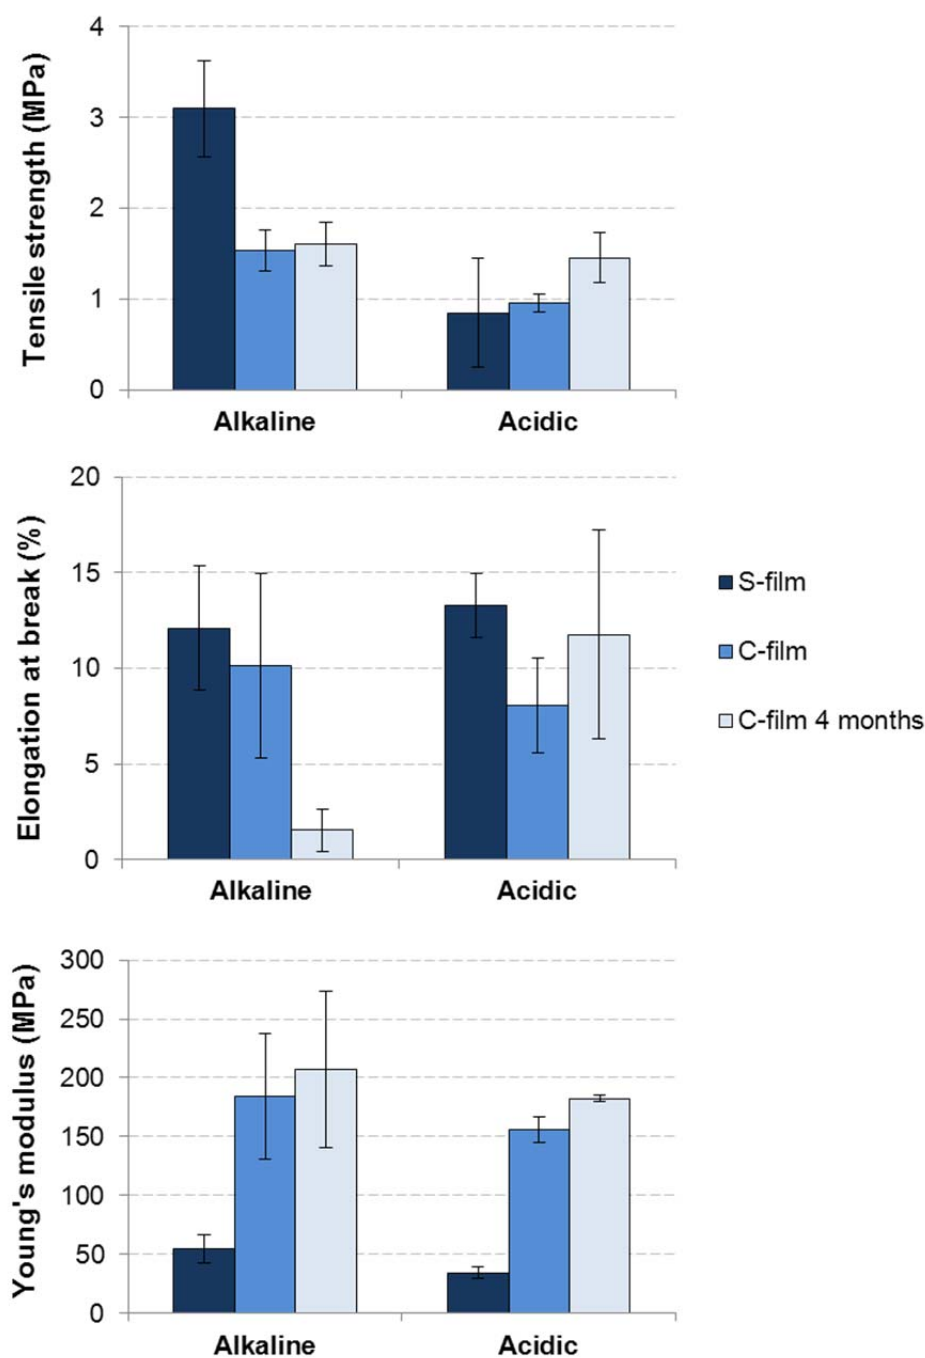 Tensile strength (MPa)
4
3
2
1
0
Alkaline Acidic
Elongation at break (%)
20
15
10
5
0
Alkaline Acidic
S-film
C-film
C-film 4 months
Young's modulus (MPa)
300
250
200
150
100
50
0
Alkaline Acidic